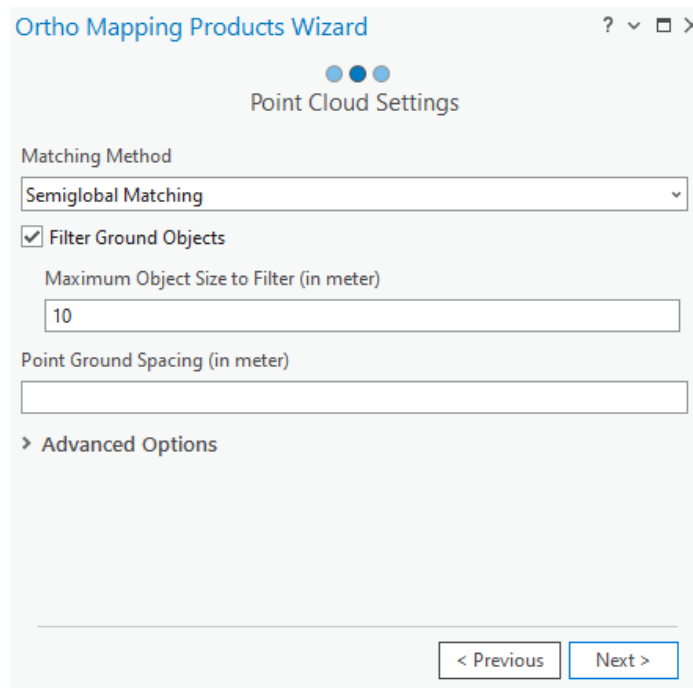 Ortho Mapping Products Wizard
Point Cloud Settings
Matching Method
Semiglobal Matching
Filter Ground Objects
Maximum Object Size to Filter (in meter)
10
Point Ground Spacing (in meter)
Advanced Options
< Previous Next >